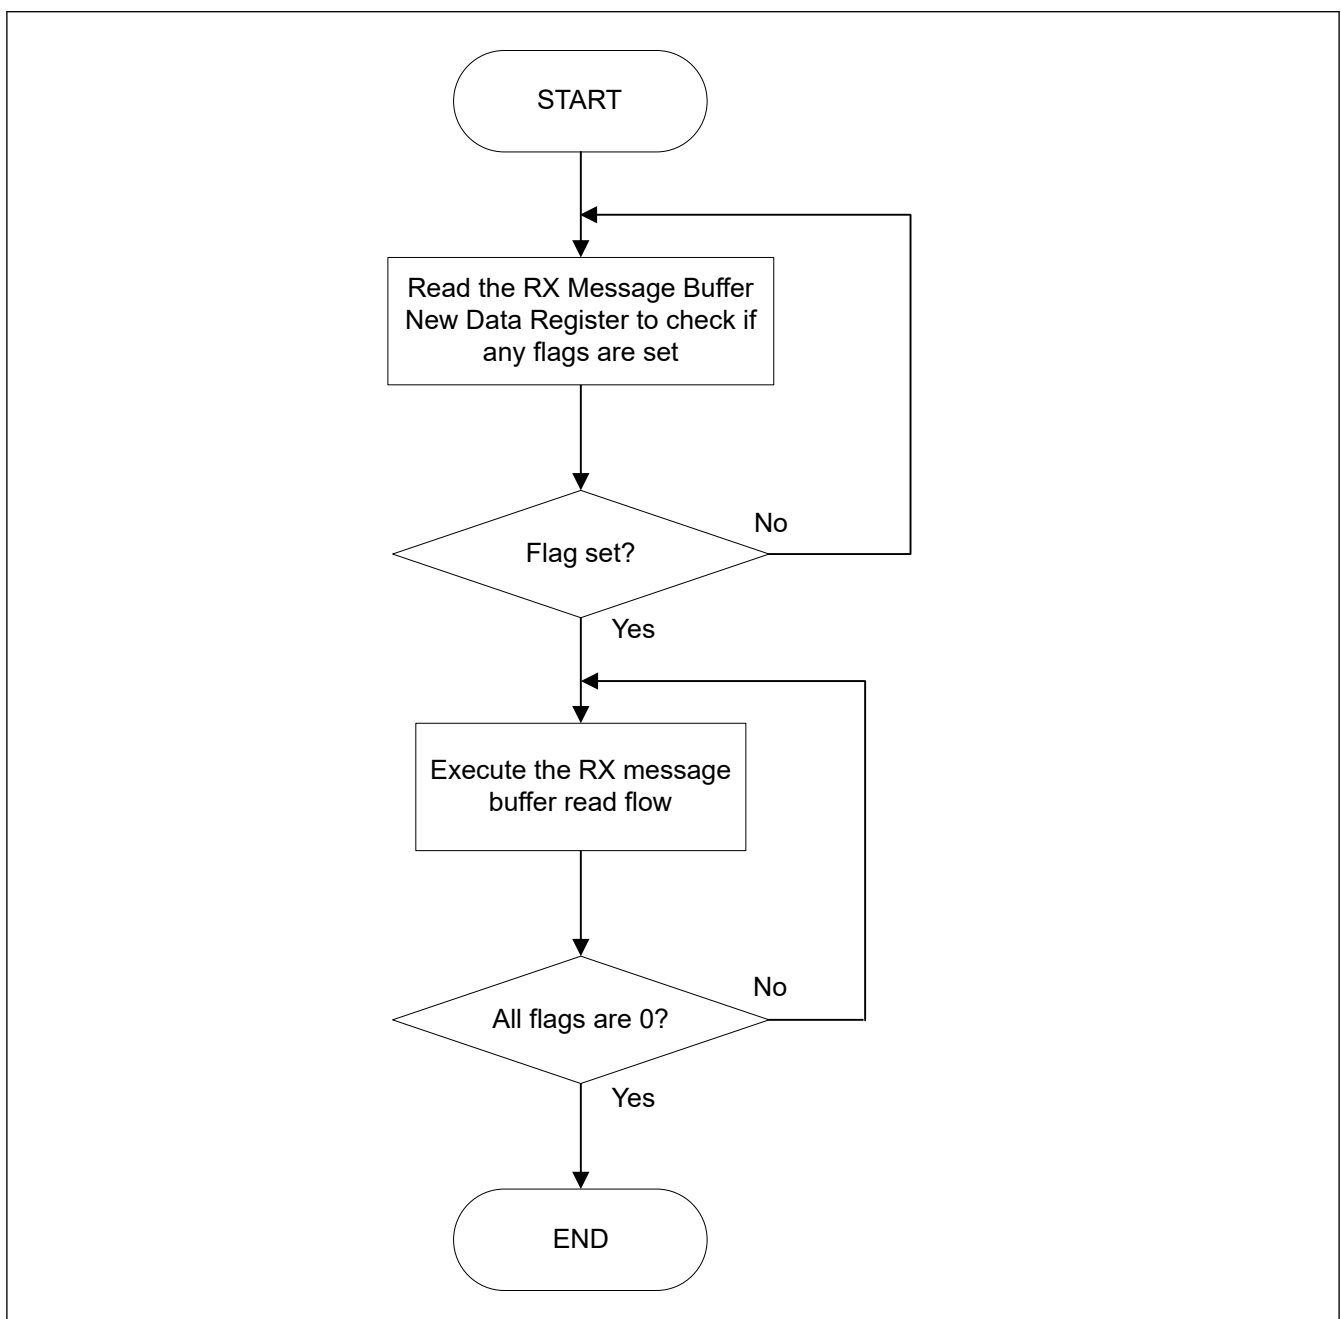 START
Read the RX Message Buffer
New Data Register to check if
any flags are set
No
Flag set?
Yes
Execute the RX message
buffer read flow
No
All flags are 0?
Yes
END